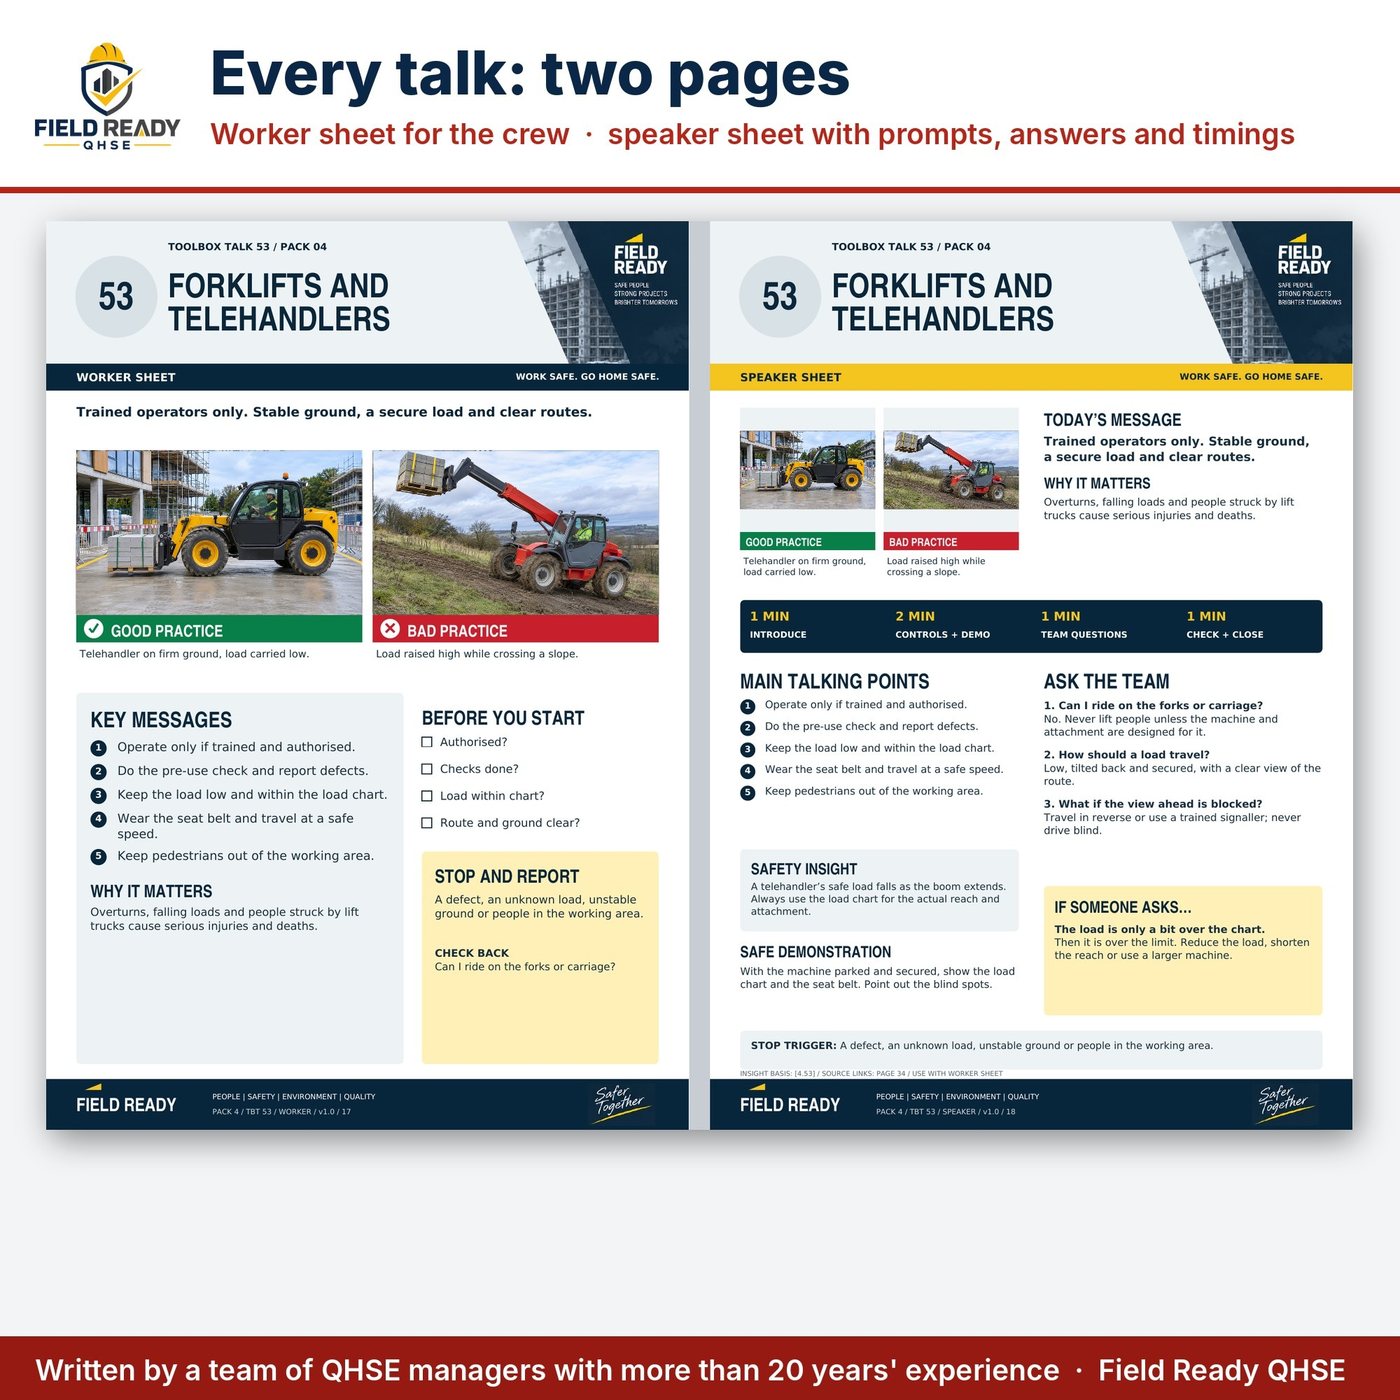 FIELD READY
QHSE
Every talk: two pages
Worker sheet for the crew · speaker sheet with prompts, answers and timings
TOOLBOX TALK 53 / PACK 04
53
FORKLIFTS AND
TELEHANDLERS
FIELD
READY
SAFE PEOPLE
STRONG PROJECTS
BRIGHTER TOMORROWS
WORKER SHEET
WORK SAFE. GO HOME SAFE.
Trained operators only. Stable ground, a secure load and clear routes.
GOOD PRACTICE
BAD PRACTICE
Telehandler on firm ground, load carried low.
Load raised high while crossing a slope.
KEY MESSAGES
1 Operate only if trained and authorised.
2 Do the pre-use check and report defects.
3 Keep the load low and within the load chart.
4 Wear the seat belt and travel at a safe
speed.
5 Keep pedestrians out of the working area.
WHY IT MATTERS
Overturns, falling loads and people struck by lift
trucks cause serious injuries and deaths.
BEFORE YOU START
Authorised?
Checks done?
Load within chart?
Route and ground clear?
STOP AND REPORT
A defect, an unknown load, unstable
ground or people in the working area.
CHECK BACK
Can I ride on the forks or carriage?
FIELD READY
PEOPLE | SAFETY | ENVIRONMENT | QUALITY
PACK 4 / TBT 53 / WORKER / v1.0 / 17
Safer
Together
TOOLBOX TALK 53 / PACK 04
53
FORKLIFTS AND
TELEHANDLERS
FIELD
READY
SAFE PEOPLE
STRONG PROJECTS
BRIGHTER TOMORROWS
SPEAKER SHEET
WORK SAFE. GO HOME SAFE.
GOOD PRACTICE
BAD PRACTICE
Telehandler on firm ground,
load carried low.
Load raised high while
crossing a slope.
TODAY'S MESSAGE
Trained operators only. Stable ground,
a secure load and clear routes.
WHY IT MATTERS
Overturns, falling loads and people struck by lift
trucks cause serious injuries and deaths.
1 MIN
INTRODUCE
2 MIN
CONTROLS + DEMO
1 MIN
TEAM QUESTIONS
1 MIN
CHECK + CLOSE
MAIN TALKING POINTS
1 Operate only if trained and authorised.
2 Do the pre-use check and report defects.
3 Keep the load low and within the load chart.
4 Wear the seat belt and travel at a safe speed.
5 Keep pedestrians out of the working area.
ASK THE TEAM
1. Can I ride on the forks or carriage?
No. Never lift people unless the machine and
attachment are designed for it.
2. How should a load travel?
Low, tilted back and secured, with a clear view of the
route.
3. What if the view ahead is blocked?
Travel in reverse or use a trained signaller; never
drive blind.
SAFETY INSIGHT
A telehandler's safe load falls as the boom extends.
Always use the load chart for the actual reach and
attachment.
SAFE DEMONSTRATION
With the machine parked and secured, show the load
chart and the seat belt. Point out the blind spots.
IF SOMEONE ASKS...
The load is only a bit over the chart.
Then it is over the limit. Reduce the load, shorten
the reach or use a larger machine.
STOP TRIGGER: A defect, an unknown load, unstable ground or people in the working area.
INSIGHT BASIS: [4.53] / SOURCE LINKS: PAGE 34 / USE WITH WORKER SHEET
FIELD READY
PEOPLE | SAFETY | ENVIRONMENT | QUALITY
PACK 4 / TBT 53 / SPEAKER / v1.0 / 18
Safer
Together
Written by a team of QHSE managers with more than 20 years' experience · Field Ready QHSE